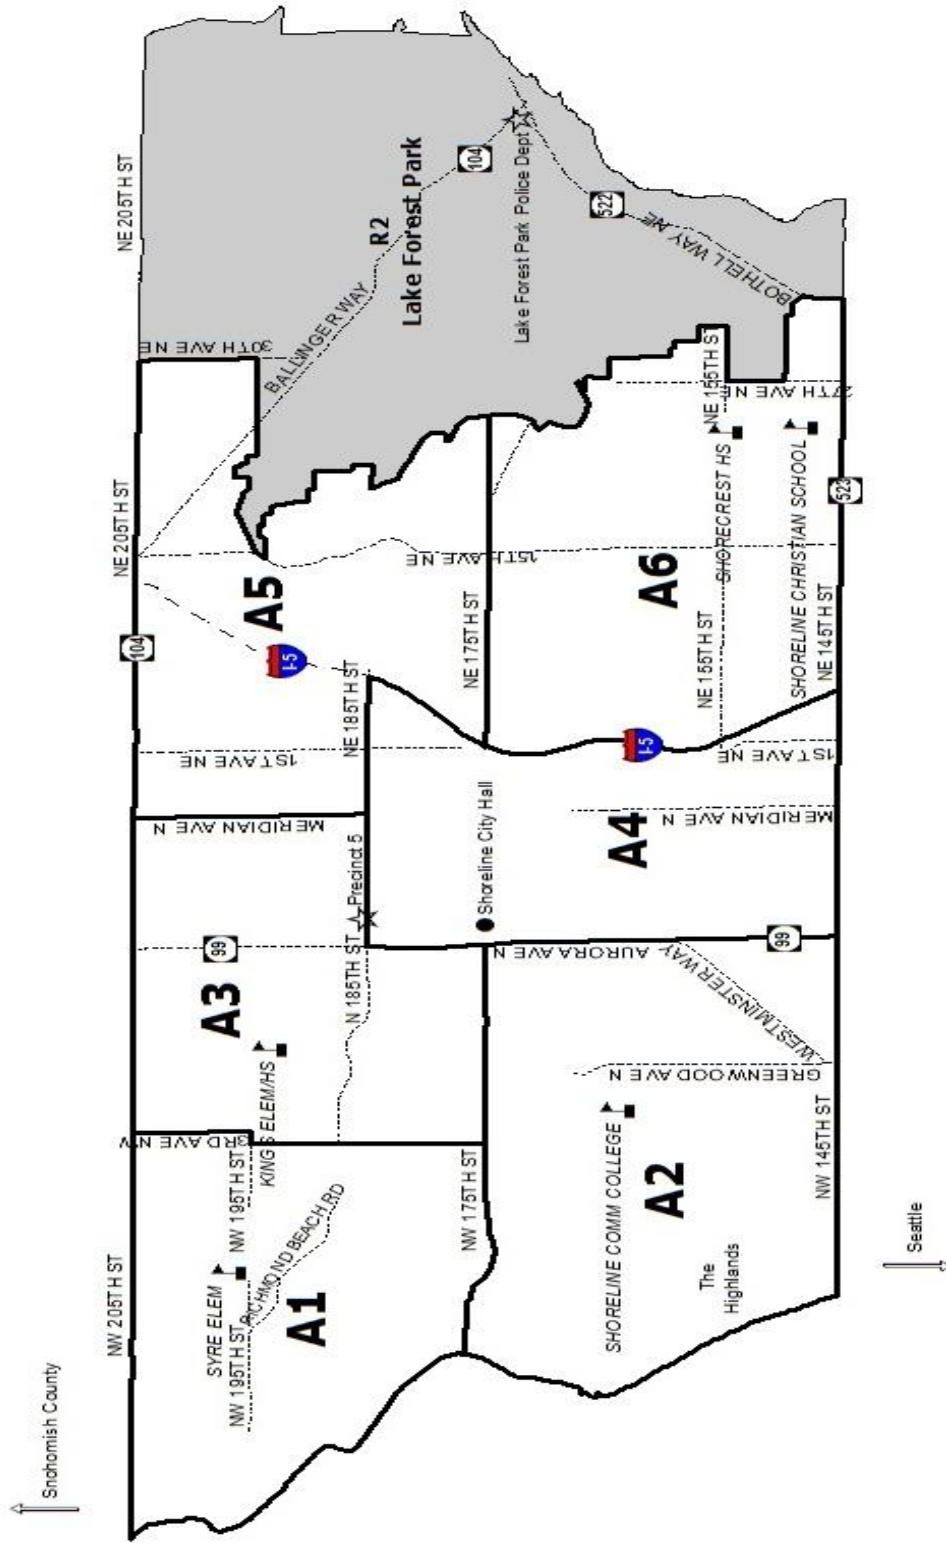 Snohomish County
NW 205TH ST
NE 205TH ST
NE 205TH ST
104
SYRE ELEM
NW 195TH ST
NW 195TH ST
RICHMOND BEACH RD
A1
3RD AVE NW
KING'S ELEM/HS
A3
99
N 185TH ST
Precinct 5
MERIDIAN AVE N
1ST AVE NE
NE 185TH ST
I-5
A5
15TH AVE NE
30TH AVE NE
BALLINGER WAY
R2
Lake Forest Park
104
Lake Forest Park Police Dept
522
BOTHELL WAY NE
NW 175TH ST
Shoreline City Hall
NE 175TH ST
AURORA AVE N
WESTMINSTER WAY
GREENWOOD AVE N
SHORELINE COMM COLLEGE
A2
The
Highlands
NW 145TH ST
99
A4
MERIDIAN AVE N
1ST AVE NE
I-5
A6
NE 155TH ST
NE 155TH ST
SHORECREST HS
27TH AVE NE
SHORELINE CHRISTIAN SCHOOL
NE 145TH ST
523
Seattle